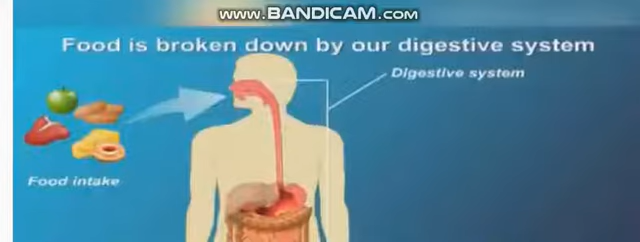 www.BANDICAM.com
Food is broken down by our digestive system
Digestive system
Food intake